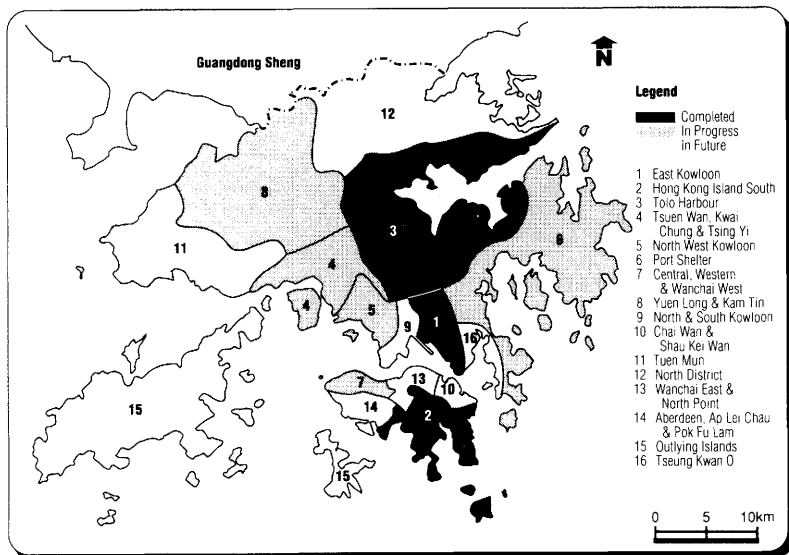 Guangdong Sheng
N
12
8
3
11
6
4
4
5
1
9
16
7
13
10
14
2
15
15
Legend
Completed
In Progress
in Future
1 East Kowloon
2 Hong Kong Island South
3 Tolo Harbour
4 Tsuen Wan, Kwai
Chung & Tsing Yi
5 North West Kowloon
6 Port Shelter
7 Central, Western
& Wanchai West
8 Yuen Long & Kam Tin
9 North & South Kowloon
10 Chai Wan &
Shau Kei Wan
11 Tuen Mun
12 North District
13 Wanchai East &
North Point
14 Aberdeen, Ap Lei Chau
& Pok Fu Lam
15 Outlying Islands
16 Tseung Kwan O
0 5 10km